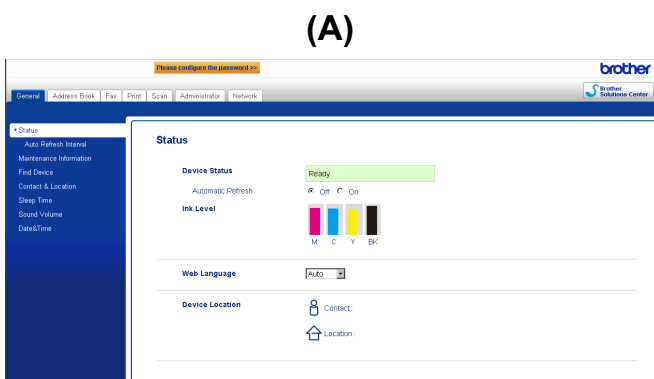 (A)
Please configure the password >>
brother
General Address Book Fax Print Scan Administrator Network
Brother
Solutions Center
Status
Auto Refresh Interval
Maintenance Information
Find Device
Contact & Location
Sleep Time
Sound Volume
Date&Time
Status
Device Status Ready
Automatic Refresh Off On
Ink Level
M C Y BK
Web Language Auto
Device Location Contact :
Location :